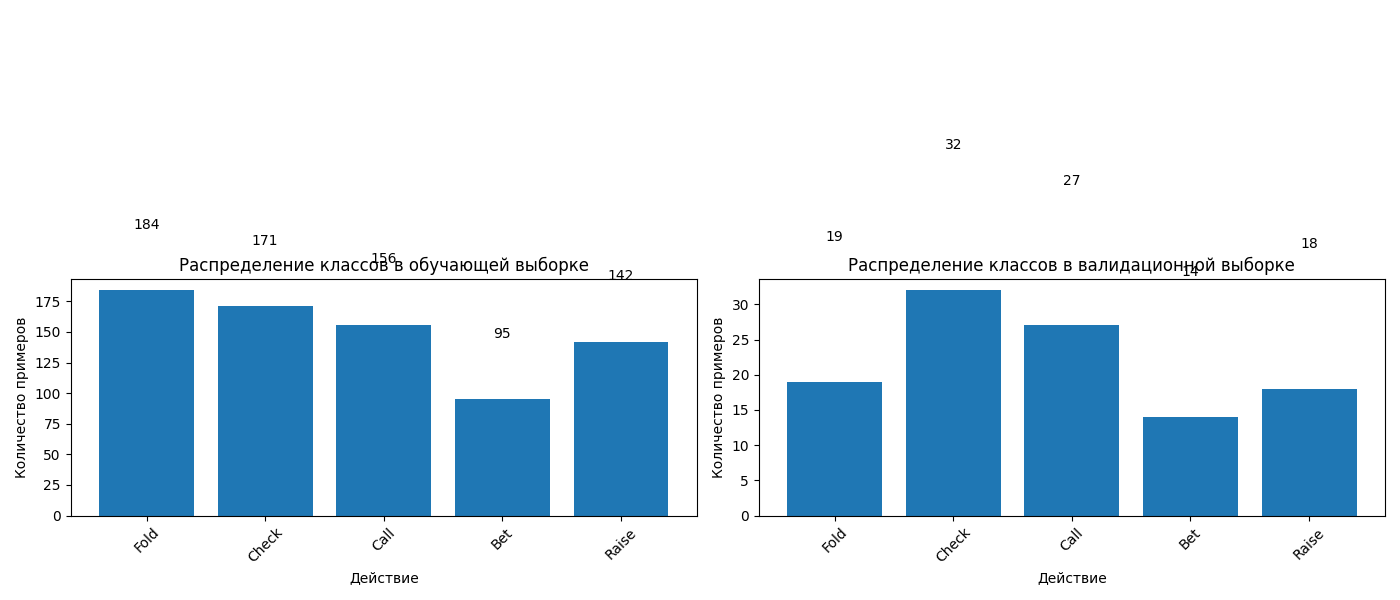 184
171
156
95
142
Распределение классов в обучающей выборке
Количество примеров
175
150
125
100
75
50
25
0
Fold
Check
Call
Bet
Raise
Действие
19
32
27
14
18
Распределение классов в валидационной выборке
Количество примеров
30
25
20
15
10
5
0
Fold
Check
Call
Bet
Raise
Действие